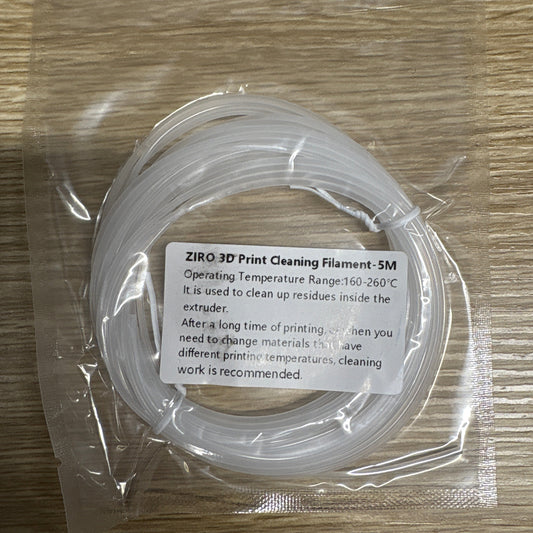 ZIRO 3D Print Cleaning Filament-5M
Operating Temperature Range:160-260°C
It is used to clean up residues inside the
extruder.
After a long time of printing, or when you
need to change materials that have
different printing temperatures, cleaning
work is recommended.